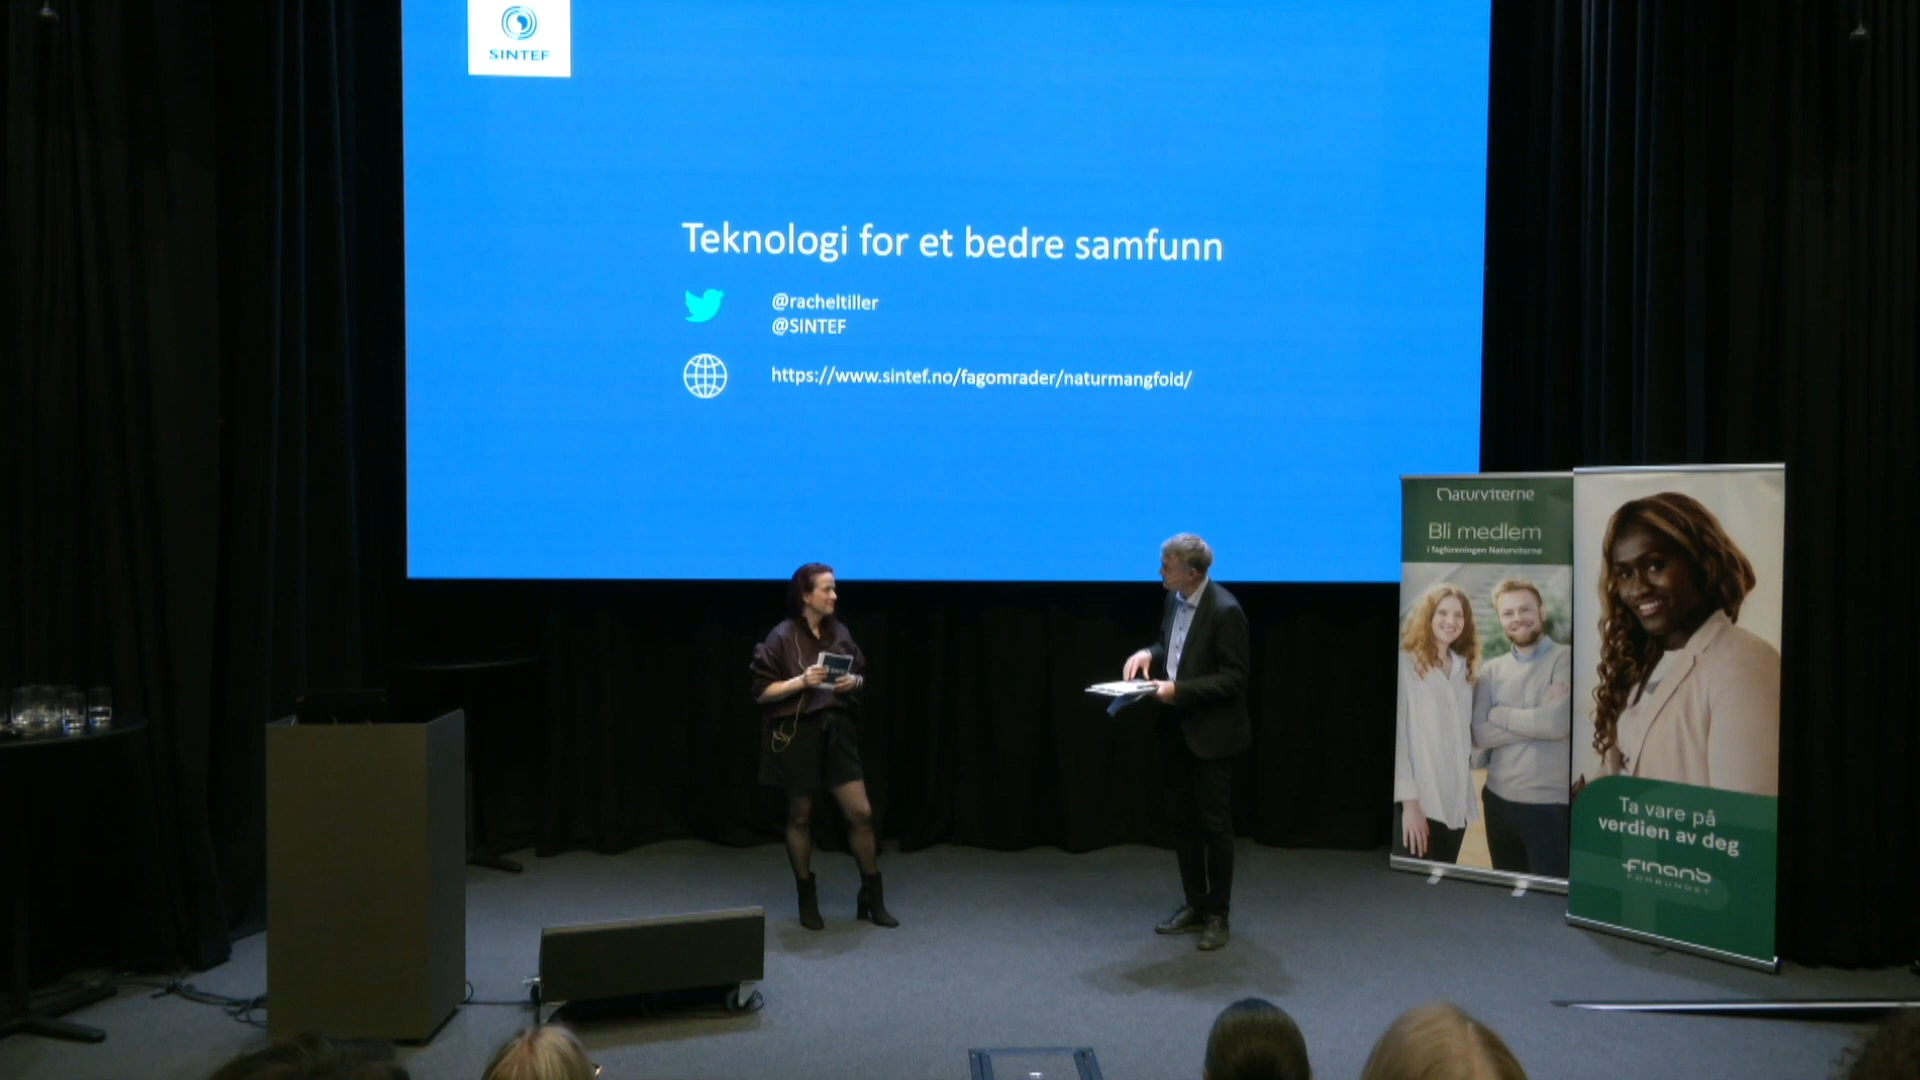 SINTEF
Teknologi for et bedre samfunn
@racheltiller
@SINTEF
https://www.sintef.no/fagomrader/naturmangfold/
Naturviterne
Bli medlem
i fagforeningen Naturviterne
Ta vare på
verdien av deg
Finans
FORBUNDET